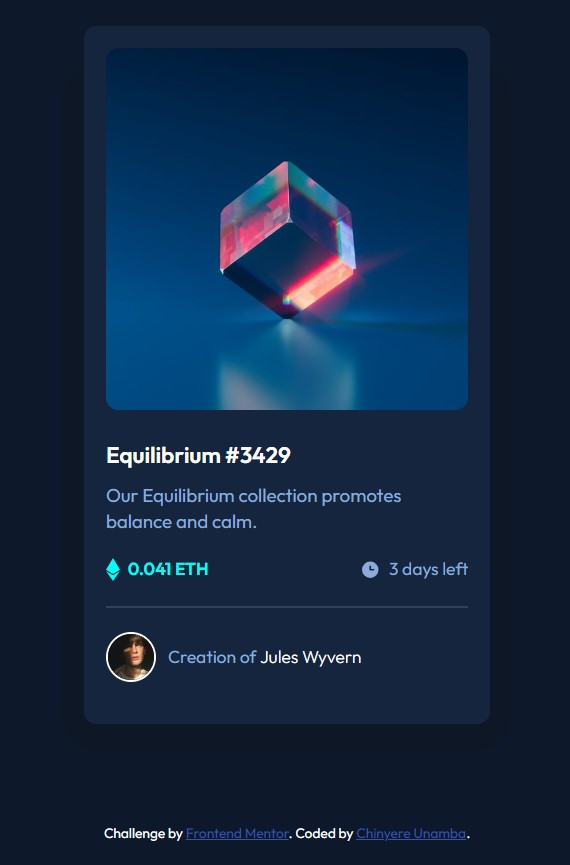 Equilibrium #3429
Our Equilibrium collection promotes
balance and calm.
0.041 ETH
3 days left
Creation of Jules Wyvern
Challenge by Frontend Mentor. Coded by Chinyere Unamba.